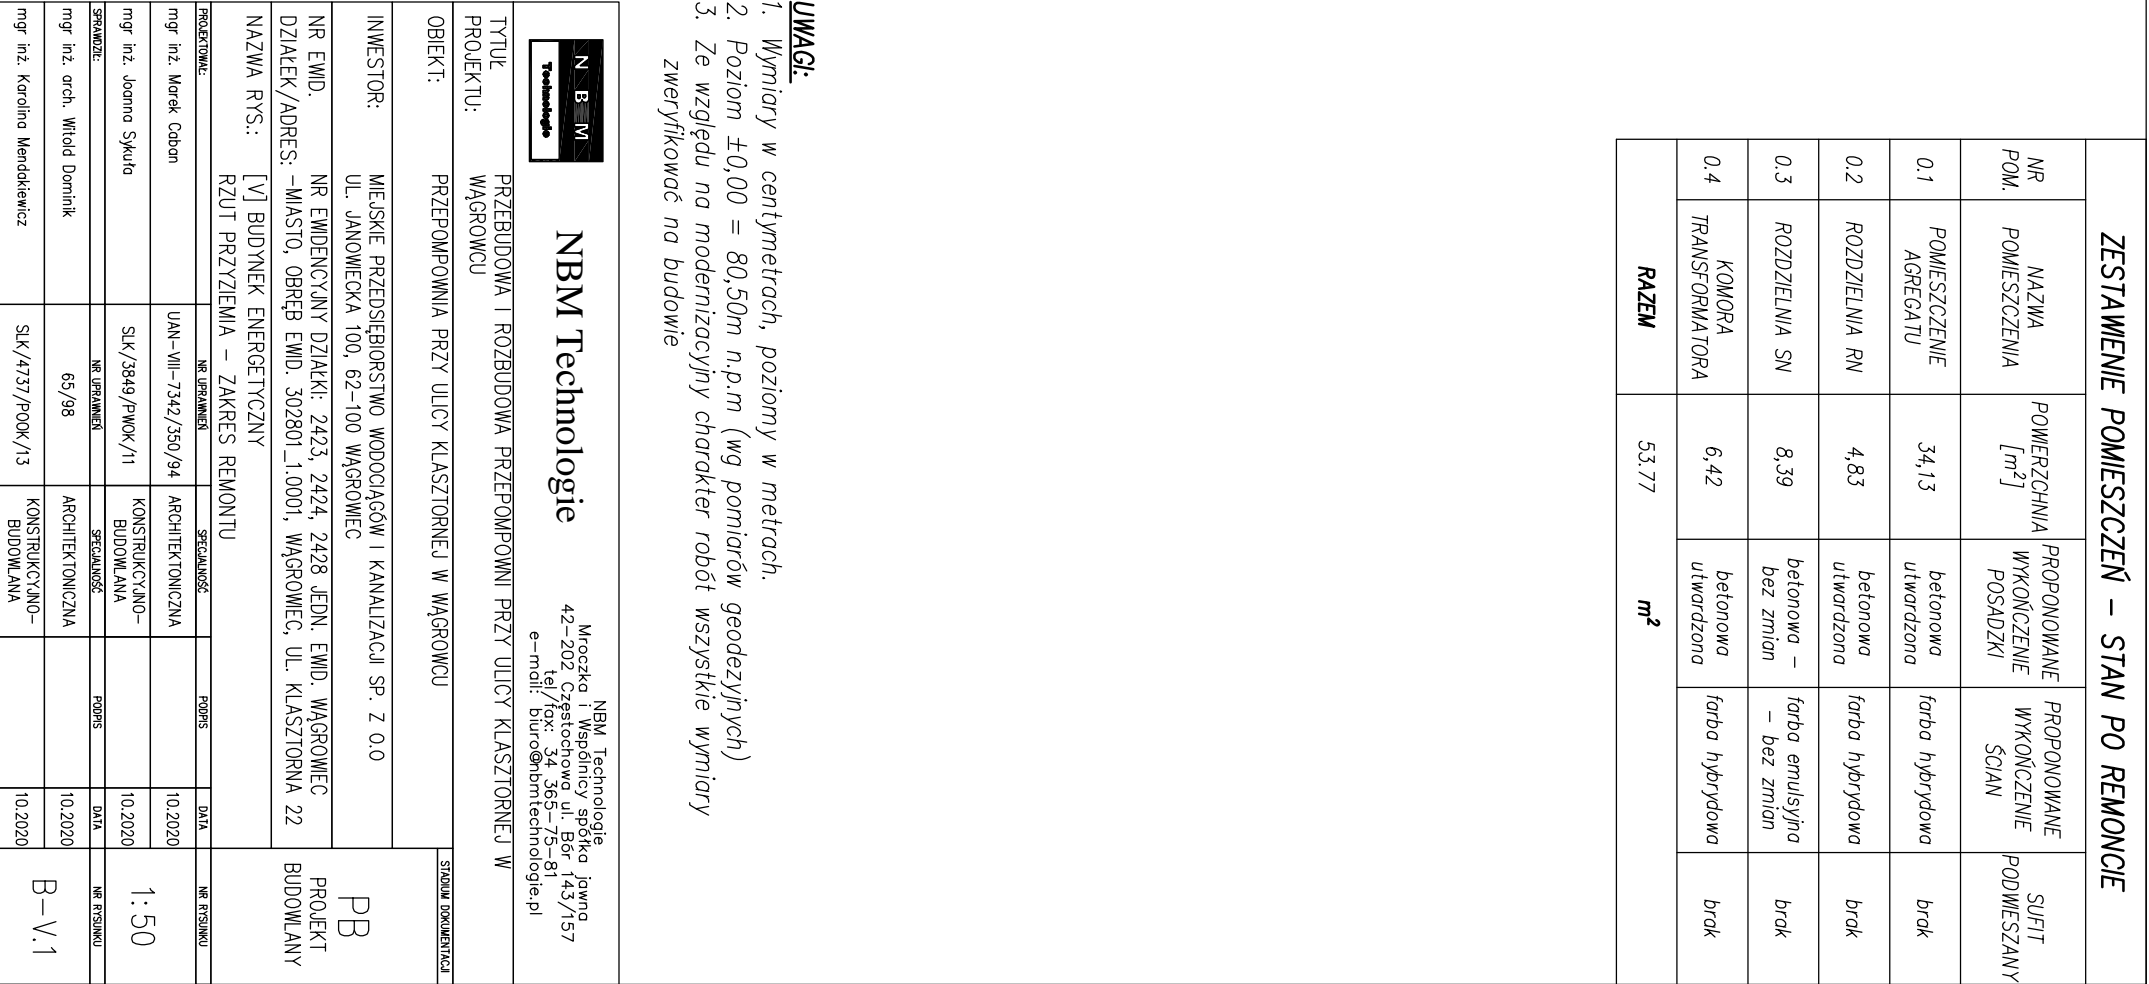 ZESTAWIENIE POMIESZCZEŃ – STAN PO REMONCIE
NR POM.
NAZWA POMIESZCZENIA
POWIERZCHNIA [m²]
PROPONOWANE WYKOŃCZENIE POSADZKI
PROPONOWANE WYKOŃCZENIE ŚCIAN
SUFIT PODWIESZANY
0.1 POMIESZCZENIE AGREGATU 34,13 betonowa utwardzona farba hybrydowa brak
0.2 ROZDZIELNIA RN 4,83 betonowa utwardzona farba hybrydowa brak
0.3 ROZDZIELNIA SN 8,39 betonowa – bez zmian farba emulsyjna – bez zmian brak
0.4 KOMORA TRANSFORMATORA 6,42 betonowa utwardzona farba hybrydowa brak
RAZEM 53.77 m²
UWAGI:
1. Wymiary w centymetrach, poziomy w metrach.
2. Poziom ±0,00 = 80,50m n.p.m (wg pomiarów geodezyjnych)
3. Ze względu na modernizacyjny charakter robót wszystkie wymiary
zweryfikować na budowie
NBM
Technologie
NBM Technologie
NBM Technologie
Mroczka i Wspólnicy spółka jawna
42-202 Częstochowa ul. Bór 143/157
tel/fax: 34 365-75-81
e-mail: biuro@nbmtechnologie.pl
TYTUŁ PROJEKTU:
PRZEBUDOWA I ROZBUDOWA PRZEPOMPOWNI PRZY ULICY KLASZTORNEJ W
WĄGROWCU
OBIEKT:
PRZEPOMPOWNIA PRZY ULICY KLASZTORNEJ W WĄGROWCU
STADIUM DOKUMENTACJI
PB
PROJEKT
BUDOWLANY
INWESTOR:
MIEJSKIE PRZEDSIĘBIORSTWO WODOCIĄGÓW I KANALIZACJI SP. Z O.O
UL. JANOWIECKA 100, 62-100 WĄGROWIEC
NR EWID. DZIAŁEK/ADRES:
NR EWIDENCYJNY DZIAŁKI: 2423, 2424, 2428 JEDN. EWID. WĄGROWIEC
-MIASTO, OBRĘB EWID. 302801_1.0001, WĄGROWIEC, UL. KLASZTORNA 22
NAZWA RYS.:
[V] BUDYNEK ENERGETYCZNY
RZUT PRZYZIEMIA – ZAKRES REMONTU
PROJEKTOWAŁ: NR UPRAWNIEŃ SPECJALNOŚĆ PODPIS DATA NR RYSUNKU
mgr inż. Marek Caban UAN-VIII-7342/350/94 ARCHITEKTONICZNA 10.2020
mgr inż. Joanna Sykuła SLK/3849/PWOK/11 KONSTRUKCYJNO-BUDOWLANA 10.2020
1:50
SPRAWDZIŁ: NR UPRAWNIEŃ SPECJALNOŚĆ PODPIS DATA NR RYSUNKU
mgr inż. arch. Witold Dominik 65/98 ARCHITEKTONICZNA 10.2020
mgr inż. Karolina Mendakiewicz SLK/4737/POOK/13 KONSTRUKCYJNO-BUDOWLANA 10.2020
B-V.1